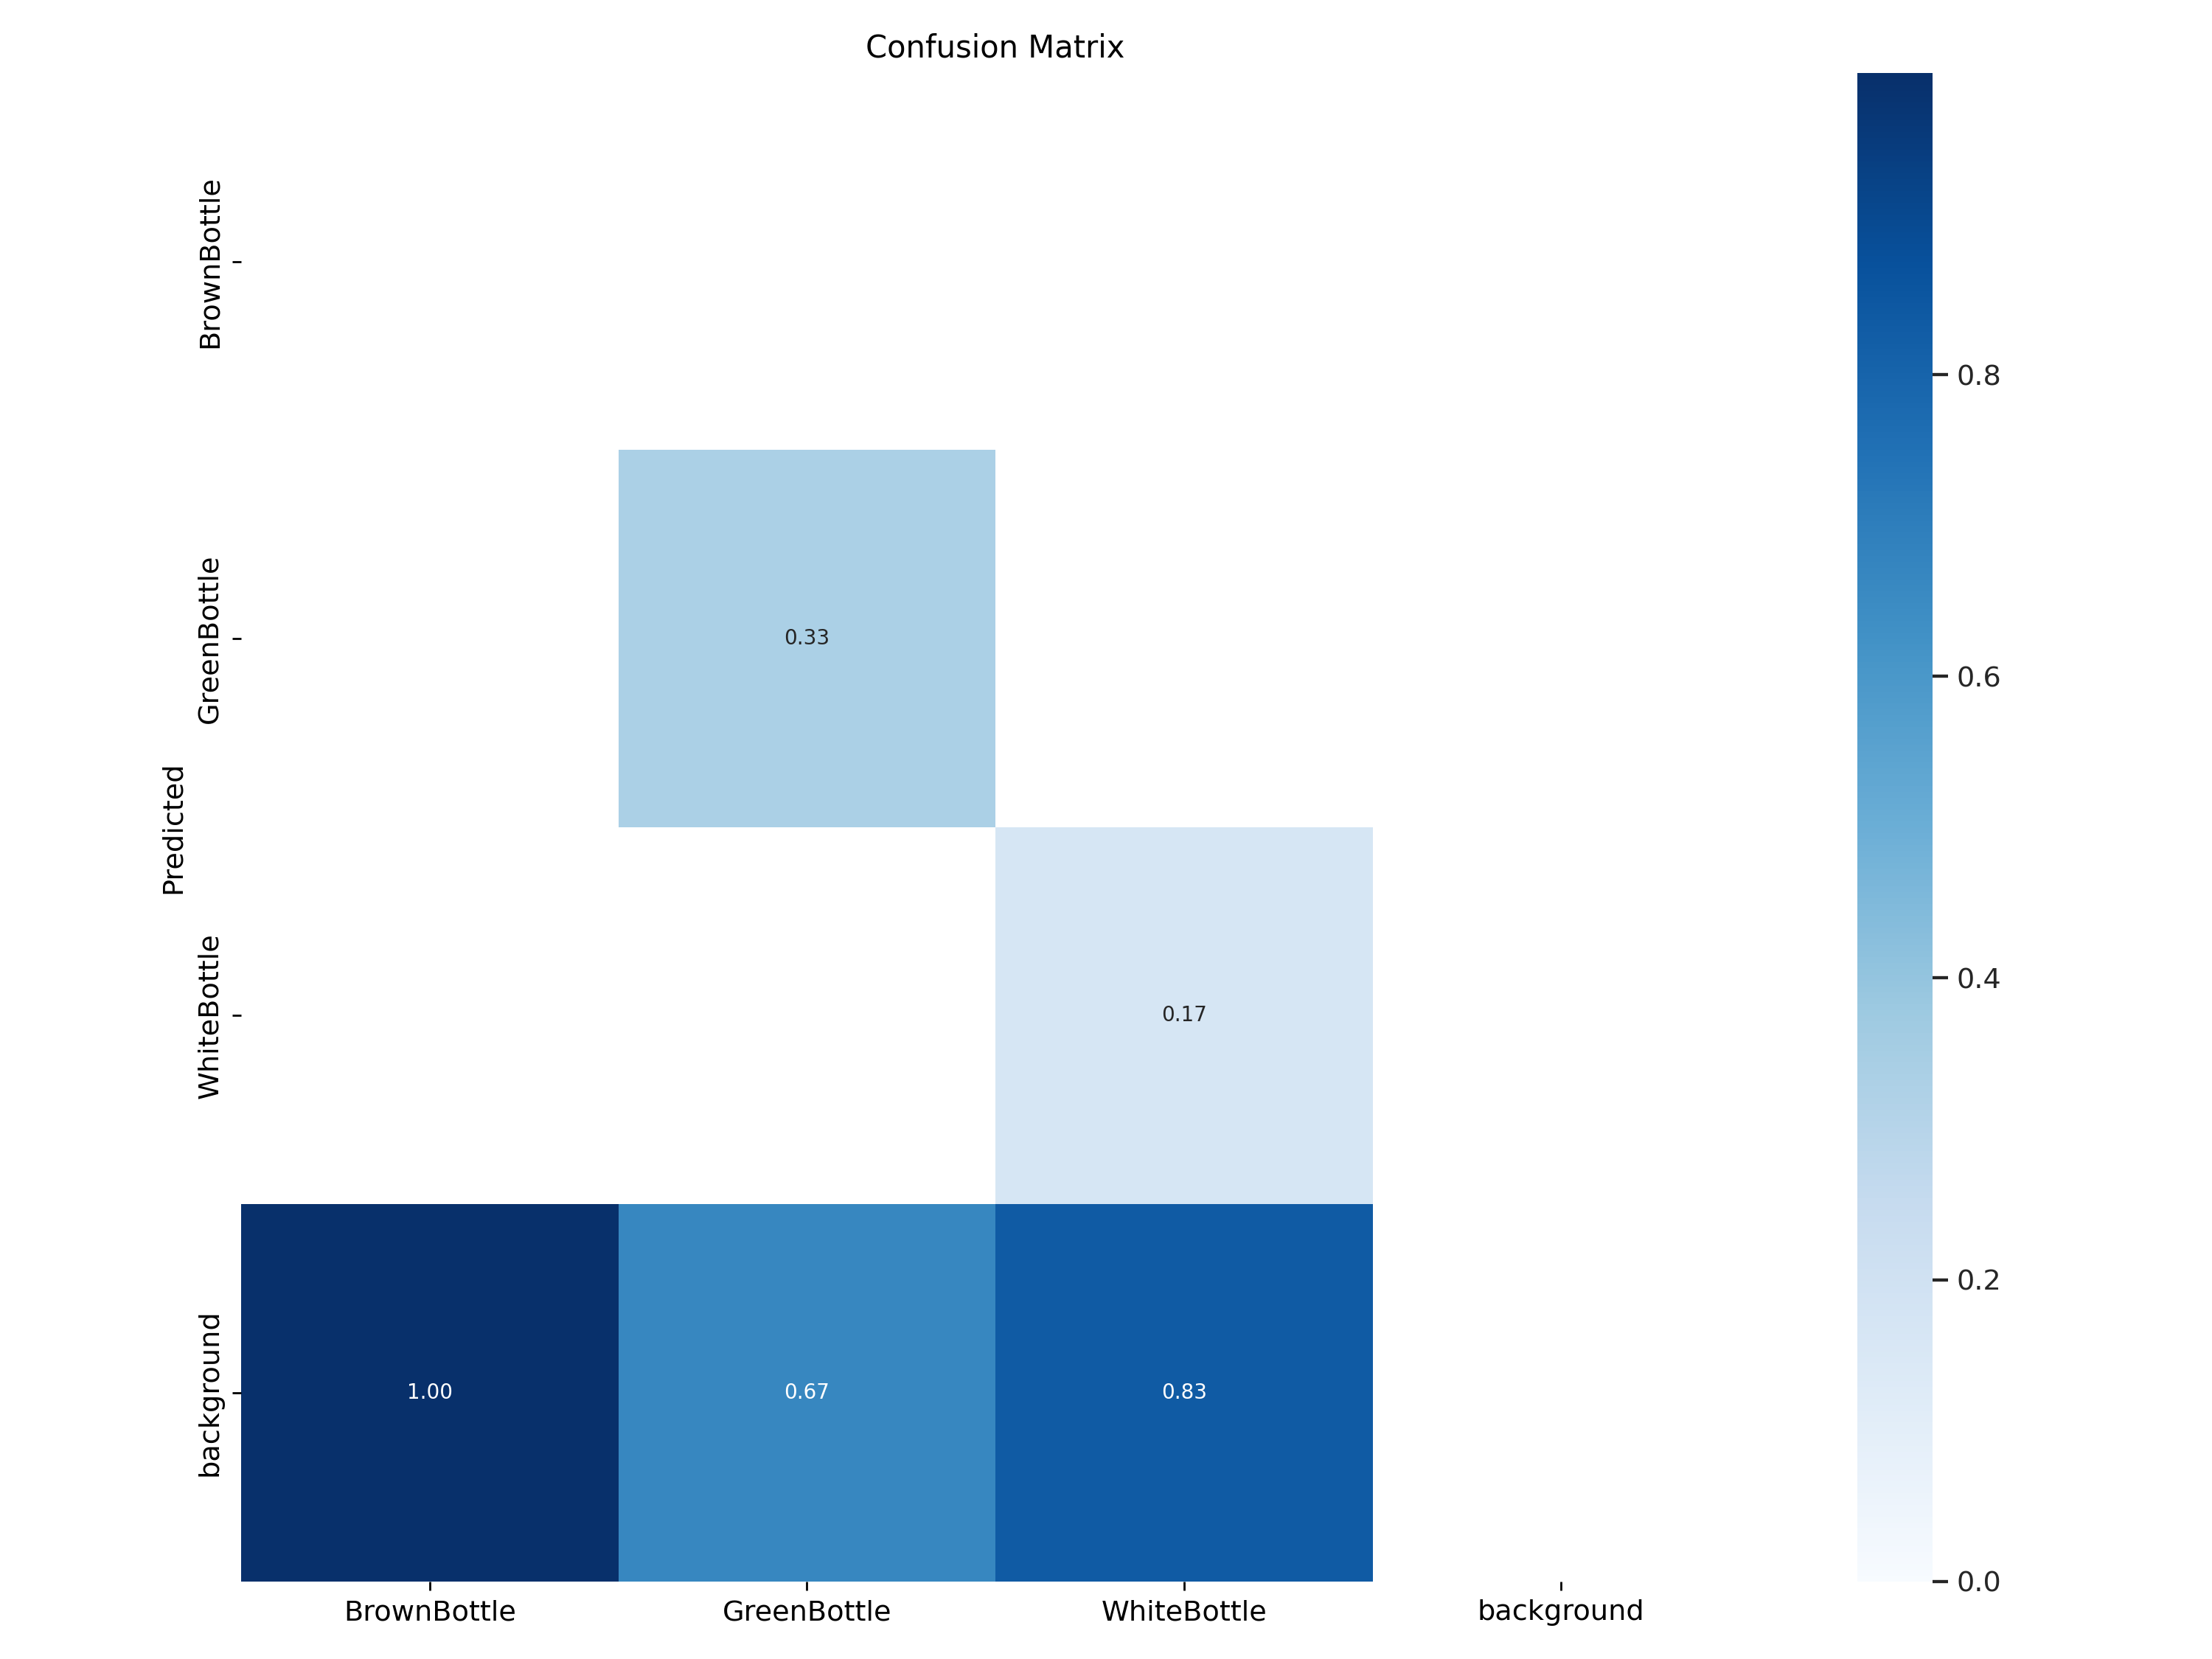 Confusion Matrix
BrownBottle
GreenBottle
WhiteBottle
background
Predicted
0.33
0.17
1.00 0.67 0.83
BrownBottle GreenBottle WhiteBottle background
0.8
0.6
0.4
0.2
0.0